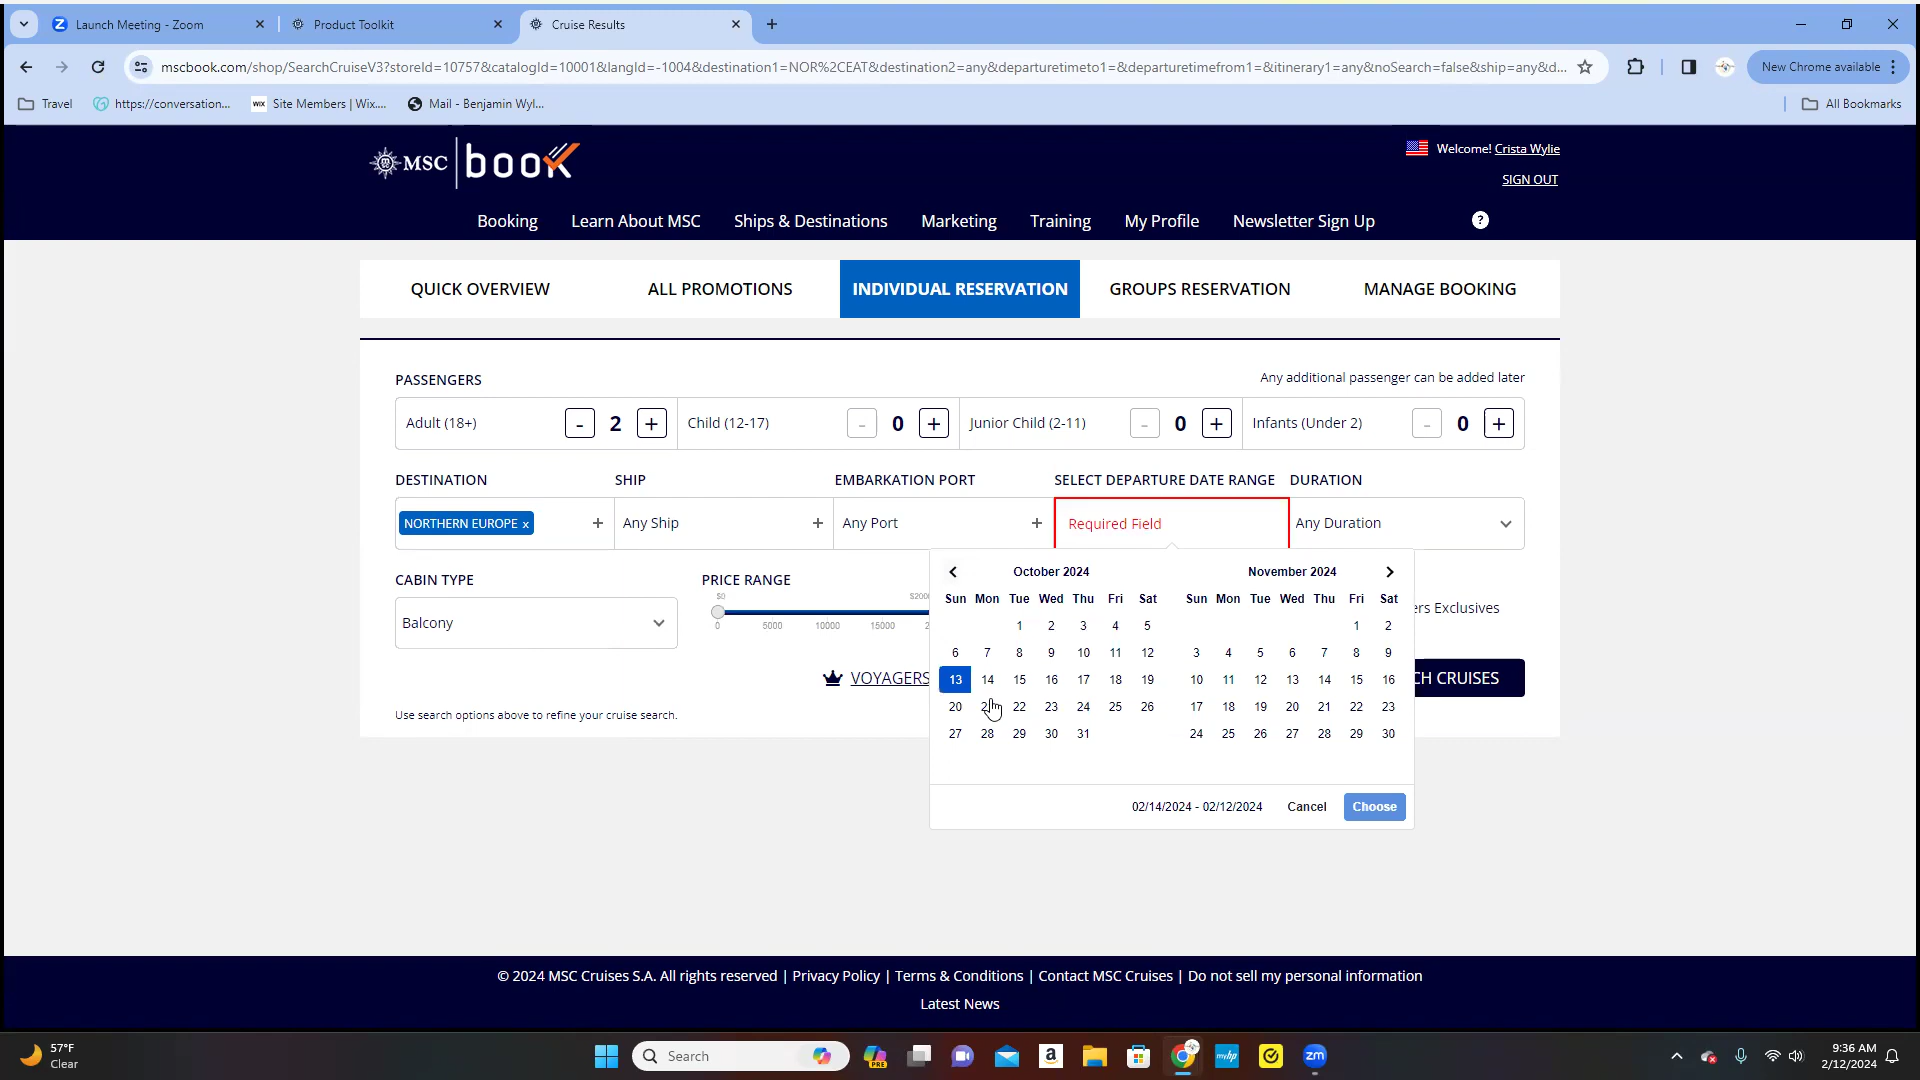 Launch Meeting - Zoom
Product Toolkit
Cruise Results
mscbook.com/shop/SearchCruiseV3?storeId=10757&catalogId=10001&langId=-1004&destination1=NOR%2CEAT&destination2=any&departuretimeto1=&departuretimefrom1=&itinerary1=any&noSearch=false&ship=any&d...
New Chrome available
Travel
https://conversation...
WIX Site Members | Wix....
Mail - Benjamin Wyl...
All Bookmarks
MSC book
Welcome! Crista Wylie
SIGN OUT
Booking Learn About MSC Ships & Destinations Marketing Training My Profile Newsletter Sign Up ?
QUICK OVERVIEW ALL PROMOTIONS INDIVIDUAL RESERVATION GROUPS RESERVATION MANAGE BOOKING
PASSENGERS
Any additional passenger can be added later
Adult (18+) - 2 + Child (12-17) - 0 + Junior Child (2-11) - 0 + Infants (Under 2) - 0 +
DESTINATION SHIP EMBARKATION PORT SELECT DEPARTURE DATE RANGE DURATION
NORTHERN EUROPE x + Any Ship + Any Port + Required Field Any Duration
October 2024 November 2024
Sun Mon Tue Wed Thu Fri Sat Sun Mon Tue Wed Thu Fri Sat
1 2 3 4 5 1 2
6 7 8 9 10 11 12 3 4 5 6 7 8 9
13 14 15 16 17 18 19 10 11 12 13 14 15 16
20 22 23 24 25 26 17 18 19 20 21 22 23
27 28 29 30 31 24 25 26 27 28 29 30
02/14/2024 - 02/12/2024 Cancel Choose
CABIN TYPE
Balcony
PRICE RANGE
$0
0 5000 10000 15000
ers Exclusives
VOYAGERS
CH CRUISES
Use search options above to refine your cruise search.
© 2024 MSC Cruises S.A. All rights reserved | Privacy Policy | Terms & Conditions | Contact MSC Cruises | Do not sell my personal information
Latest News
57°F
Clear
Search
PRE
a
myhp
zm
9:36 AM
2/12/2024